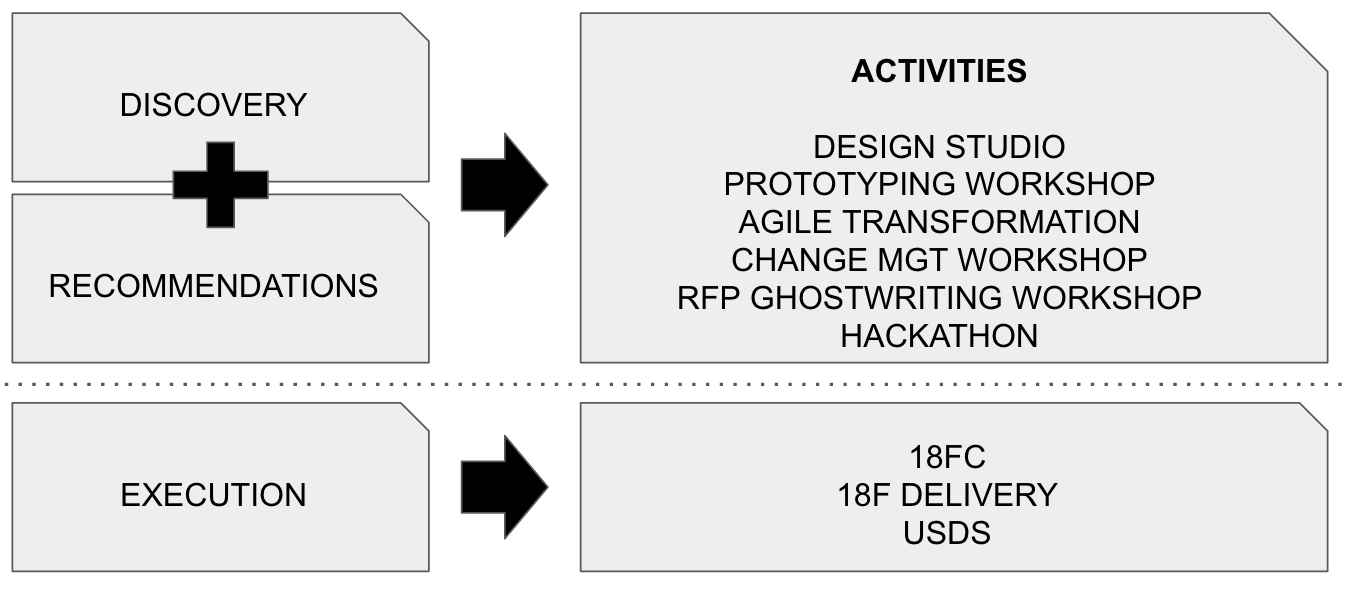 DISCOVERY
RECOMMENDATIONS
ACTIVITIES
DESIGN STUDIO
PROTOTYPING WORKSHOP
AGILE TRANSFORMATION
CHANGE MGT WORKSHOP
RFP GHOSTWRITING WORKSHOP
HACKATHON
EXECUTION
18FC
18F DELIVERY
USDS